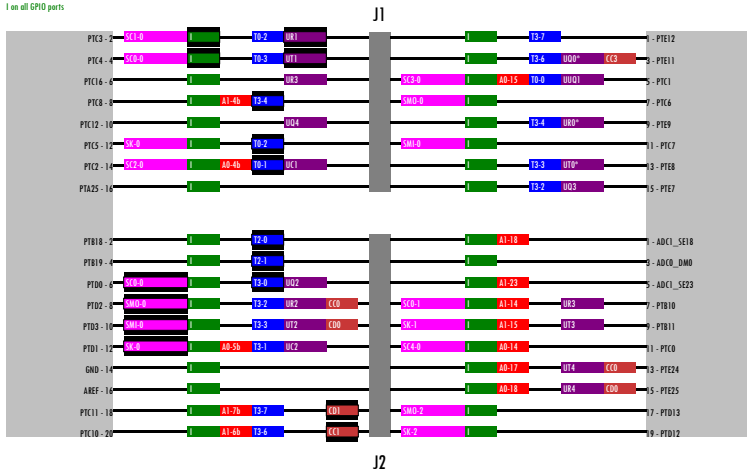 I on all GPIO ports
J1
PTC3 - 2 SC1-0 I T0-2 UR1 I T3-7 1 - PTE12
PTC4 - 4 SC0-0 I T0-3 UT1 I T3-6 UQ0* CC3 3 - PTE11
PTC16 - 6 I UR3 SC3-0 I A0-15 T0-0 UUQ1 5 - PTC1
PTC8 - 8 I A1-4b T3-4 SMO-0 I 7 - PTC6
PTC12 - 10 I UQ4 I T3-4 UR0* 9 - PTE9
PTC5 - 12 SK-0 I T0-2 SMI-0 I 11 - PTC7
PTC2 - 14 SC2-0 I A0-4b T0-1 UC1 I T3-3 UT0* 13 - PTE8
PTA25 - 16 I I T3-2 UQ3 15 - PTE7
PTB18 - 2 I T2-0 I A1-18 1 - ADC1_SE18
PTB19 - 4 I T2-1 I 3 - ADC0_DM0
PTD0 - 6 SC0-0 I T3-0 UQ2 I A1-23 5 - ADC1_SE23
PTD2 - 8 SMO-0 I T3-2 UR2 CC0 SC0-1 I A1-14 UR3 7 - PTB10
PTD3 - 10 SMI-0 I T3-3 UT2 CD0 SK-1 I A1-15 UT3 9 - PTB11
PTD1 - 12 SK-0 I A0-5b T3-1 UC2 SC4-0 I A0-14 11 - PTC0
GND - 14 I A0-17 UT4 CC0 13 - PTE24
AREF - 16 I A0-18 UR4 CD0 15 - PTE25
PTC11 - 18 I A1-7b T3-7 CD1 SMO-2 I 17 - PTD13
PTC10 - 20 I A1-6b T3-6 CC1 SK-2 I 19 - PTD12
J2